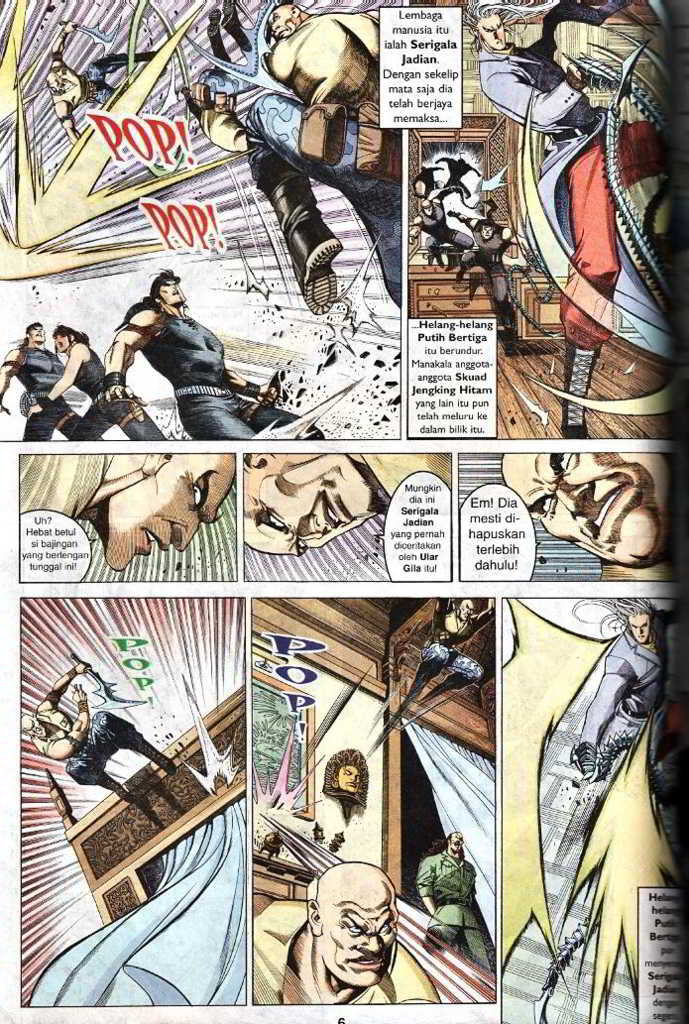 Lembaga
manusia itu
ialah Serigala
Jadian.
Dengan sekelip
mata saja dia
telah berjaya
memaksa...
POP!
POP!
...Helang-helang
Putih Bertiga
itu berundur.
Manakala anggota-
anggota Skuad
Jengking Hitam
yang lain itu pun
telah meluru ke
dalam bilik itu.
Uh?
Hebat betul
si bajingan
yang berlengan
tunggal ini!
Mungkin
dia ini
Serigala
Jadian
yang pernah
diceritakan
oleh Ular
Gila itu!
Em! Dia
mesti di-
hapuskan
terlebih
dahulu!
POP!
POP!
Putih
Jadian
6